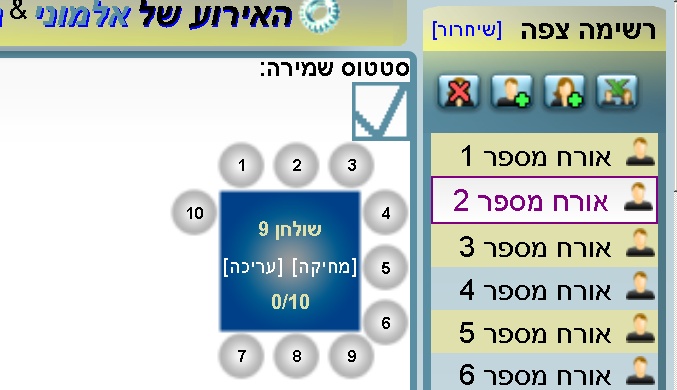 האירוע של אלמוני &
רשימה צפה [שיחרור]
סטטוס שמירה:
1 2 3
10 4
שולחן 9
[מחיקה] [עריכה] 5
0/10
6
7 8 9
אורח מספר 1
אורח מספר 2
אורח מספר 3
אורח מספר 4
אורח מספר 5
אורח מספר 6